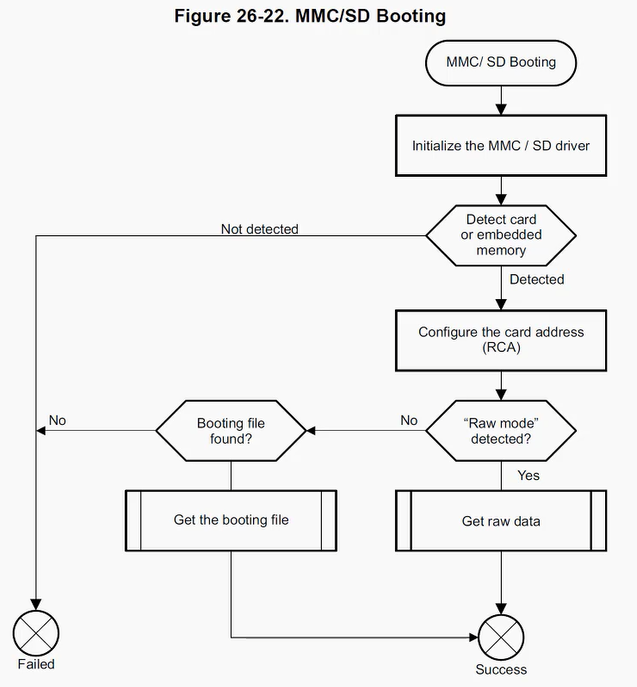 Figure 26-22. MMC/SD Booting
MMC/ SD Booting
Initialize the MMC / SD driver
Detect card
or embedded
memory
Not detected
Detected
Configure the card address
(RCA)
“Raw mode”
detected?
No
Booting file
found?
No
Yes
Get the booting file
Get raw data
Failed
Success